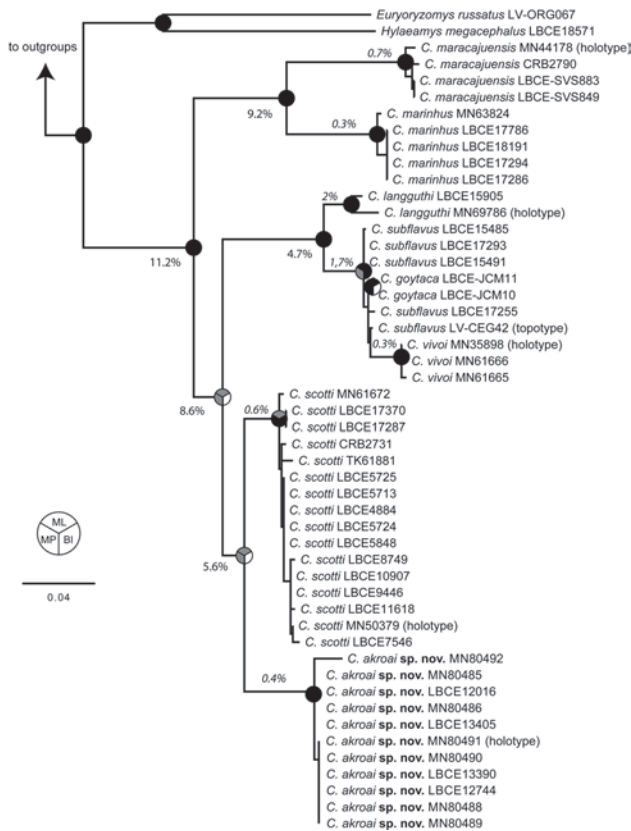 Euryoryzomys russatus LV-ORG067
Hylaeamys megacephalus LBCE18571
to outgroups
0.7%
C. maracajuensis MN44178 (holotype)
C. maracajuensis CRB2790
C. maracajuensis LBCE-SVS883
C. maracajuensis LBCE-SVS849
9.2%
0.3%
C. marinhus MN63824
C. marinhus LBCE17786
C. marinhus LBCE18191
C. marinhus LBCE17294
C. marinhus LBCE17286
11.2%
2%
C. langguthi LBCE15905
C. langguthi MN69786 (holotype)
4.7%
1,7%
C. subflavus LBCE15485
C. subflavus LBCE17293
C. subflavus LBCE15491
C. goytaca LBCE-JCM11
C. goytaca LBCE-JCM10
C. subflavus LBCE17255
C. subflavus LV-CEG42 (topotype)
0.3%
C. vivoi MN35898 (holotype)
C. vivoi MN61666
C. vivoi MN61665
8.6%
0.6%
C. scotti MN61672
C. scotti LBCE17370
C. scotti LBCE17287
C. scotti CRB2731
C. scotti TK61881
C. scotti LBCE5725
C. scotti LBCE5713
C. scotti LBCE4884
C. scotti LBCE5724
C. scotti LBCE5848
C. scotti LBCE8749
C. scotti LBCE10907
C. scotti LBCE9446
C. scotti LBCE11618
C. scotti MN50379 (holotype)
C. scotti LBCE7546
5.6%
ML
MP BI
0.04
0.4%
C. akroai sp. nov. MN80492
C. akroai sp. nov. MN80485
C. akroai sp. nov. LBCE12016
C. akroai sp. nov. MN80486
C. akroai sp. nov. LBCE13405
C. akroai sp. nov. MN80491 (holotype)
C. akroai sp. nov. MN80490
C. akroai sp. nov. LBCE13390
C. akroai sp. nov. LBCE12744
C. akroai sp. nov. MN80488
C. akroai sp. nov. MN80489